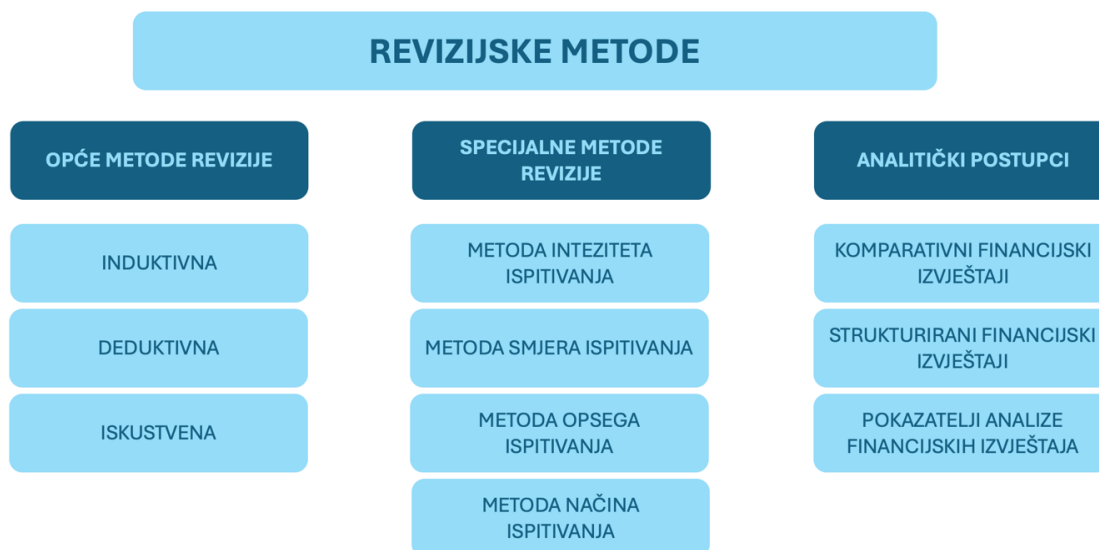 REVIZIJSKE METODE
OPĆE METODE REVIZIJE
INDUKTIVNA
DEDUKTIVNA
ISKUSTVENA
SPECIJALNE METODE
REVIZIJE
METODA INTEZITETA
ISPITIVANJA
METODA SMJERA ISPITIVANJA
METODA OPSEGA
ISPITIVANJA
METODA NAČINA
ISPITIVANJA
ANALITIČKI POSTUPCI
KOMPARATIVNI FINANCIJSKI
IZVJEŠTAJI
STRUKTURIRANI FINANCIJSKI
IZVJEŠTAJI
POKAZATELJI ANALIZE
FINANCIJSKIH IZVJEŠTAJA